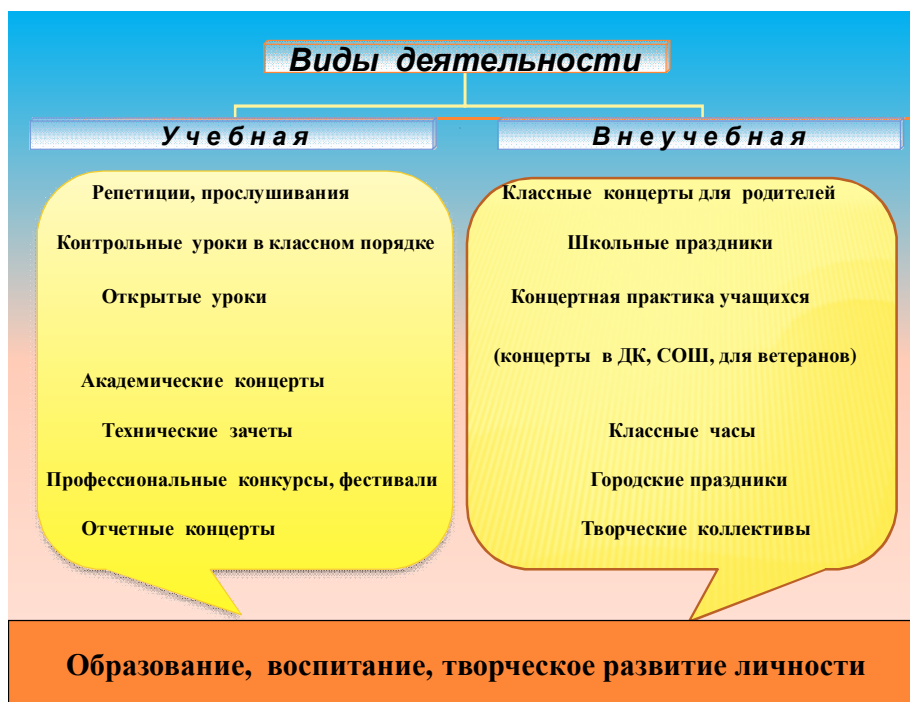 Виды деятельности
Учебная
Внеучебная
Репетиции, прослушивания
Контрольные уроки в классном порядке
Открытые уроки
Академические концерты
Технические зачеты
Профессиональные конкурсы, фестивали
Отчетные концерты
Классные концерты для родителей
Школьные праздники
Концертная практика учащихся
(концерты в ДК, СОШ, для ветеранов)
Классные часы
Городские праздники
Творческие коллективы
Образование, воспитание, творческое развитие личности